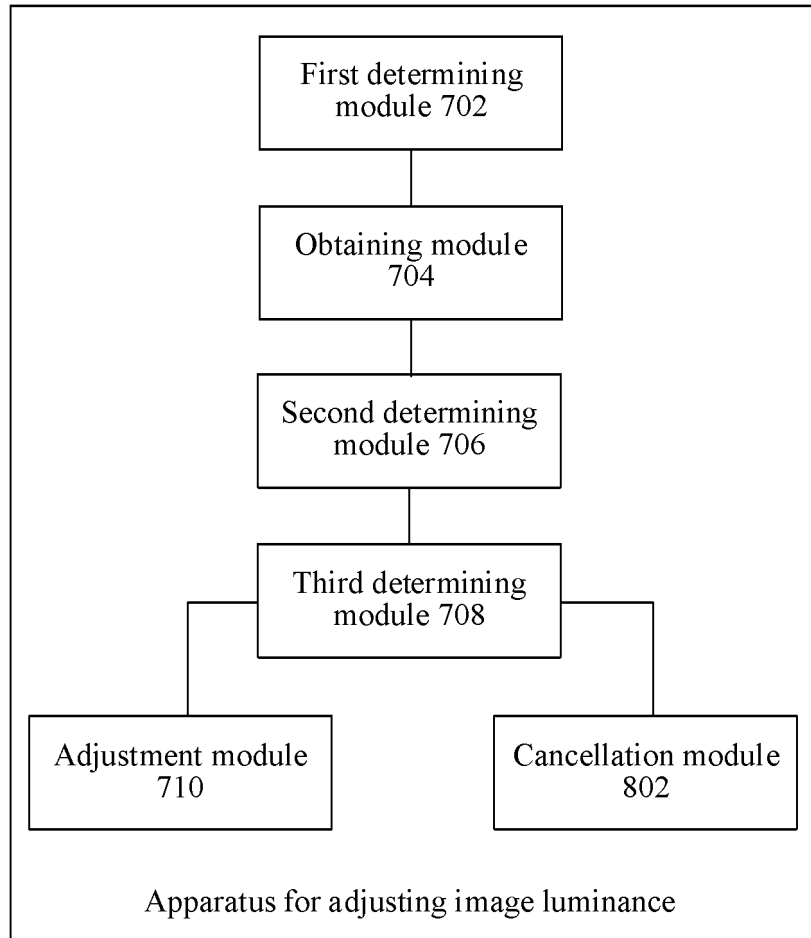 First determining
module 702
Obtaining module
704
Second determining
module 706
Third determining
module 708
Adjustment module
710
Cancellation module
802
Apparatus for adjusting image luminance